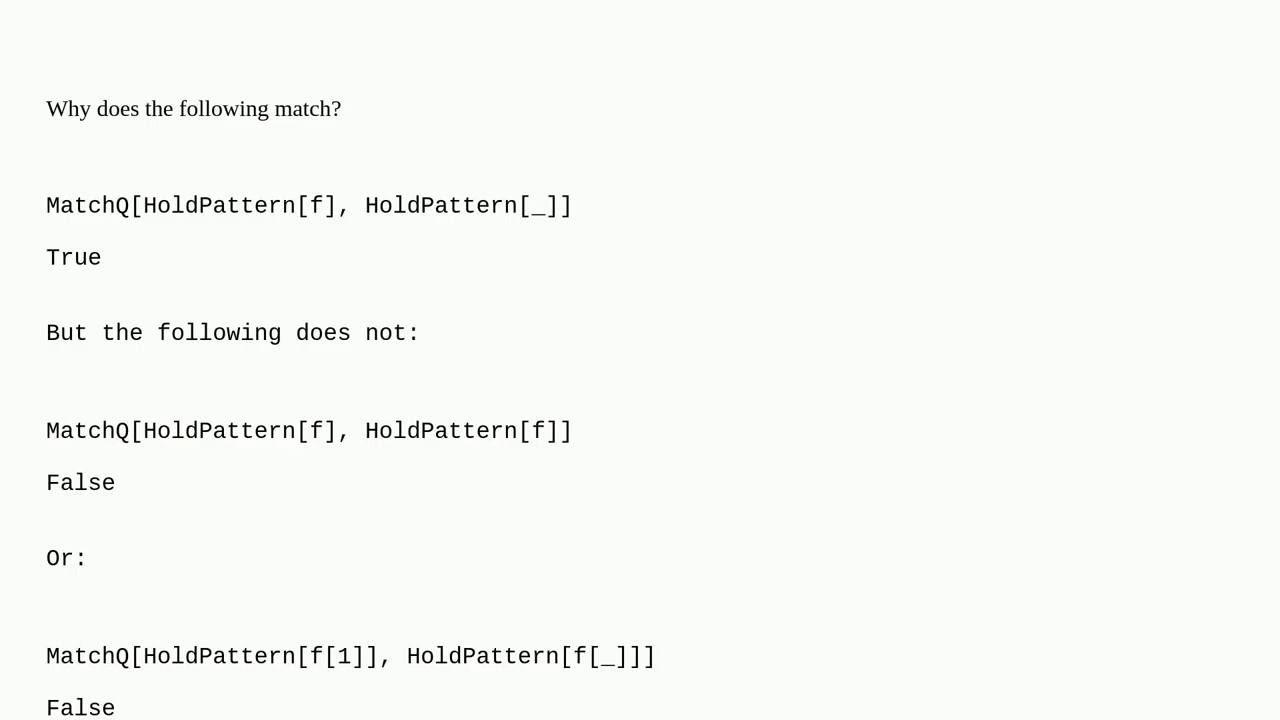 Why does the following match?
MatchQ[HoldPattern[f], HoldPattern[_]]
True
But the following does not:
MatchQ[HoldPattern[f], HoldPattern[f]]
False
Or:
MatchQ[HoldPattern[f[1]], HoldPattern[f[_]]]
False